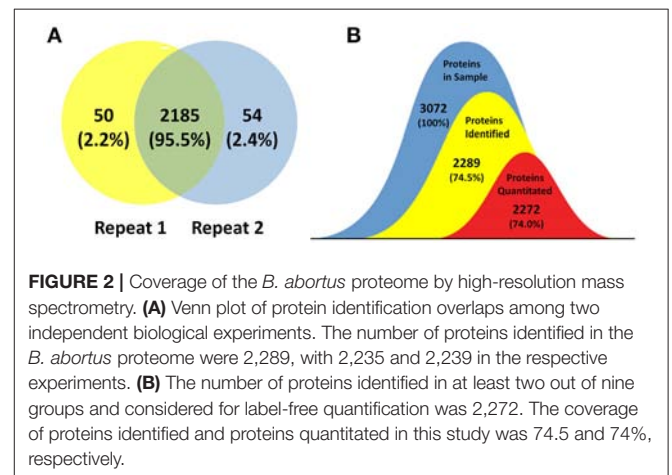 A
B
50
(2.2%)
2185
(95.5%)
54
(2.4%)
Repeat 1
Repeat 2
Proteins
in Sample
3072
(100%)
Proteins
Identified
2289
(74.5%)
Proteins
Quantitated
2272
(74.0%)
FIGURE 2 | Coverage of the B. abortus proteome by high-resolution mass
spectrometry. (A) Venn plot of protein identification overlaps among two
independent biological experiments. The number of proteins identified in the
B. abortus proteome were 2,289, with 2,235 and 2,239 in the respective
experiments. (B) The number of proteins identified in at least two out of nine
groups and considered for label-free quantification was 2,272. The coverage
of proteins identified and proteins quantitated in this study was 74.5 and 74%,
respectively.